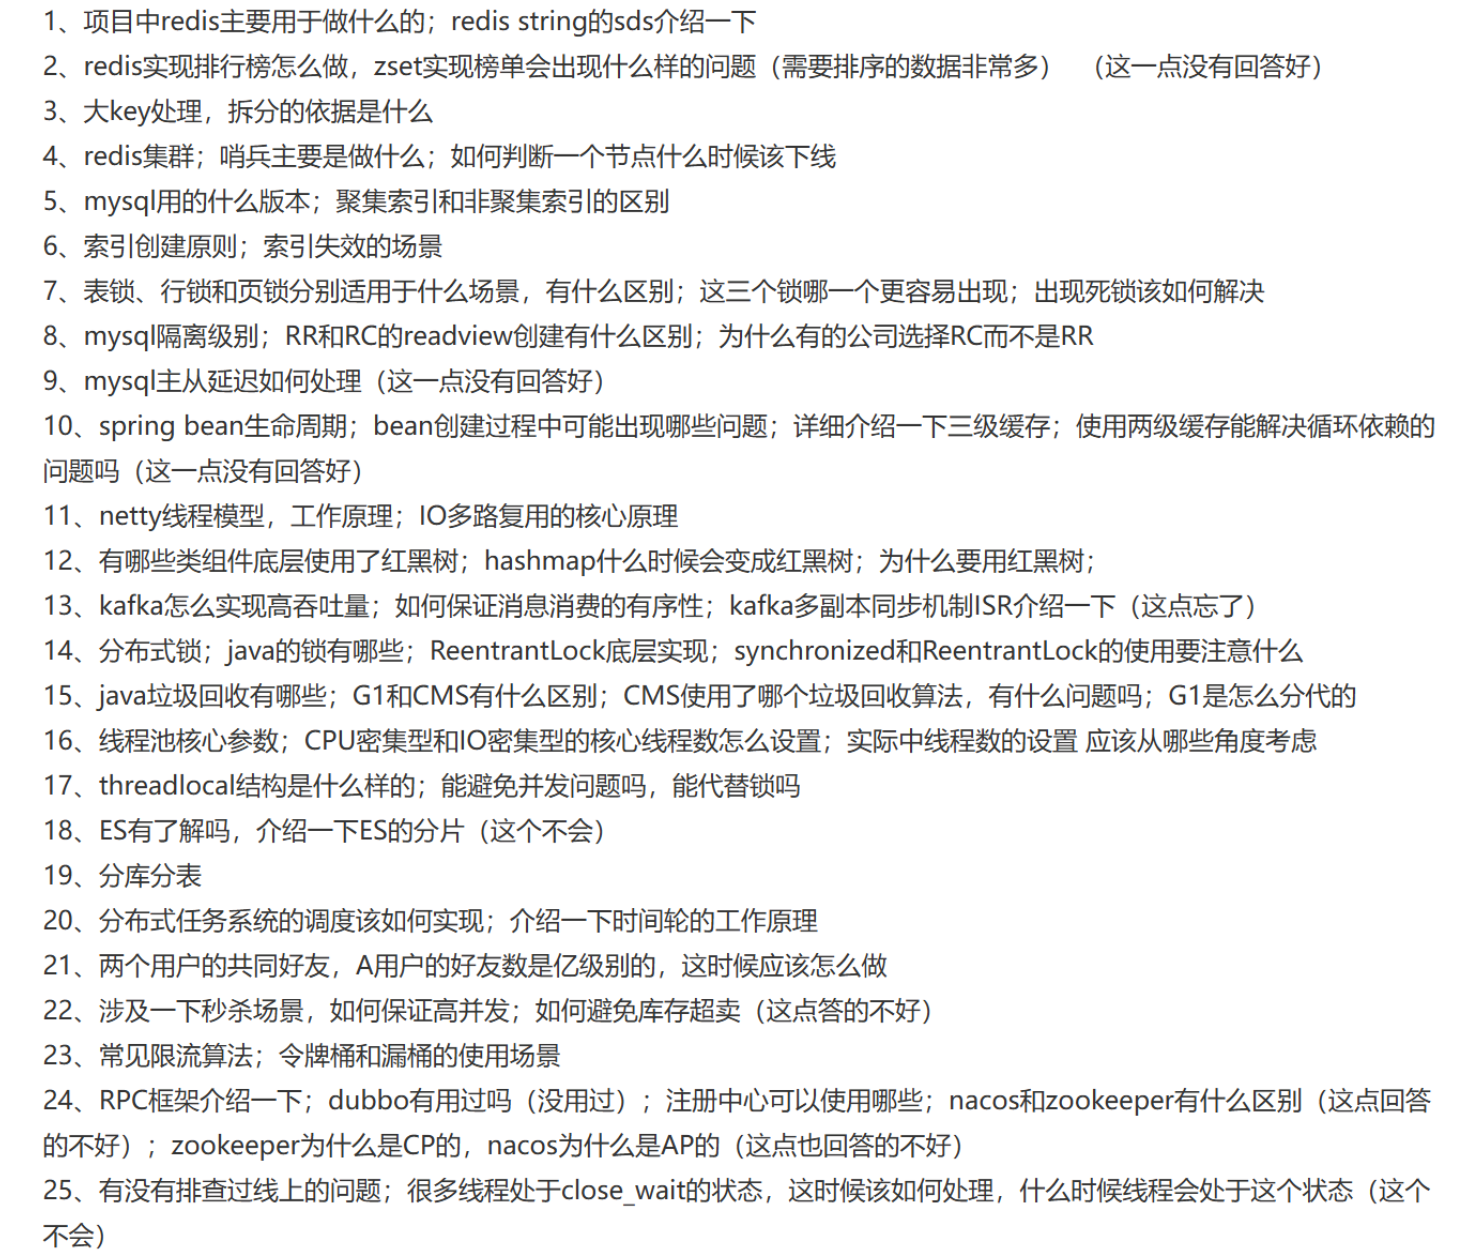 1、项目中redis主要用于做什么的；redis string的sds介绍一下
2、redis实现排行榜怎么做，zset实现榜单会出现什么样的问题（需要排序的数据非常多） （这一点没有回答好）
3、大key处理，拆分的依据是什么
4、redis集群；哨兵主要是做什么；如何判断一个节点什么时候该下线
5、mysql用的什么版本；聚集索引和非聚集索引的区别
6、索引创建原则；索引失效的场景
7、表锁、行锁和页锁分别适用于什么场景，有什么区别；这三个锁哪一个更容易出现；出现死锁该如何解决
8、mysql隔离级别；RR和RC的readview创建有什么区别；为什么有的公司选择RC而不是RR
9、mysql主从延迟如何处理（这一点没有回答好）
10、spring bean生命周期；bean创建过程中可能出现哪些问题；详细介绍一下三级缓存；使用两级缓存能解决循环依赖的
问题吗（这一点没有回答好）
11、netty线程模型，工作原理；IO多路复用的核心原理
12、有哪些类组件底层使用了红黑树；hashmap什么时候会变成红黑树；为什么要用红黑树；
13、kafka怎么实现高吞吐量；如何保证消息消费的有序性；kafka多副本同步机制ISR介绍一下（这点忘了）
14、分布式锁；java的锁有哪些；ReentrantLock底层实现；synchronized和ReentrantLock的使用要注意什么
15、java垃圾回收有哪些；G1和CMS有什么区别；CMS使用了哪个垃圾回收算法，有什么问题吗；G1是怎么分代的
16、线程池核心参数；CPU密集型和IO密集型的核心线程数怎么设置；实际中线程数的设置 应该从哪些角度考虑
17、threadlocal结构是什么样的；能避免并发问题吗，能代替锁吗
18、ES有了解吗，介绍一下ES的分片（这个不会）
19、分库分表
20、分布式任务系统的调度该如何实现；介绍一下时间轮的工作原理
21、两个用户的共同好友，A用户的好友数是亿级别的，这时候应该怎么做
22、涉及一下秒杀场景，如何保证高并发；如何避免库存超卖（这点答的不好）
23、常见限流算法；令牌桶和漏桶的使用场景
24、RPC框架介绍一下；dubbo有用过吗（没用过）；注册中心可以使用哪些；nacos和zookeeper有什么区别（这点回答
的不好）；zookeeper为什么是CP的，nacos为什么是AP的（这点也回答的不好）
25、有没有排查过线上的问题；很多线程处于close_wait的状态，这时候该如何处理，什么时候线程会处于这个状态（这个
不会）